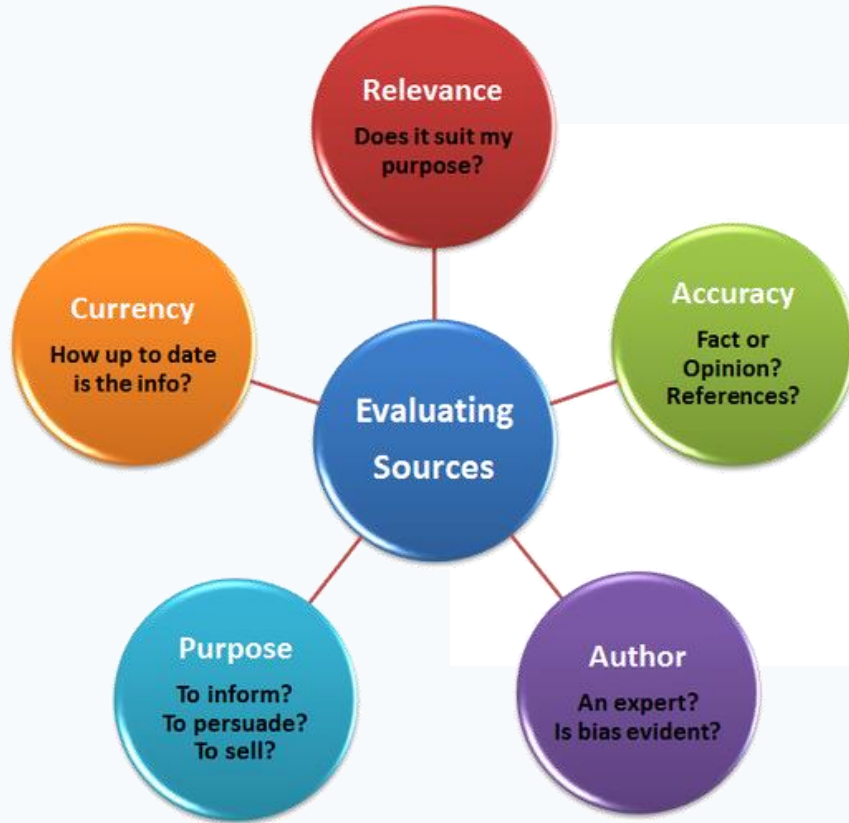 Relevance
Does it suit my
purpose?
Currency
How up to date
is the info?
Accuracy
Fact or
Opinion?
References?
Evaluating
Sources
Purpose
To inform?
To persuade?
To sell?
Author
An expert?
Is bias evident?